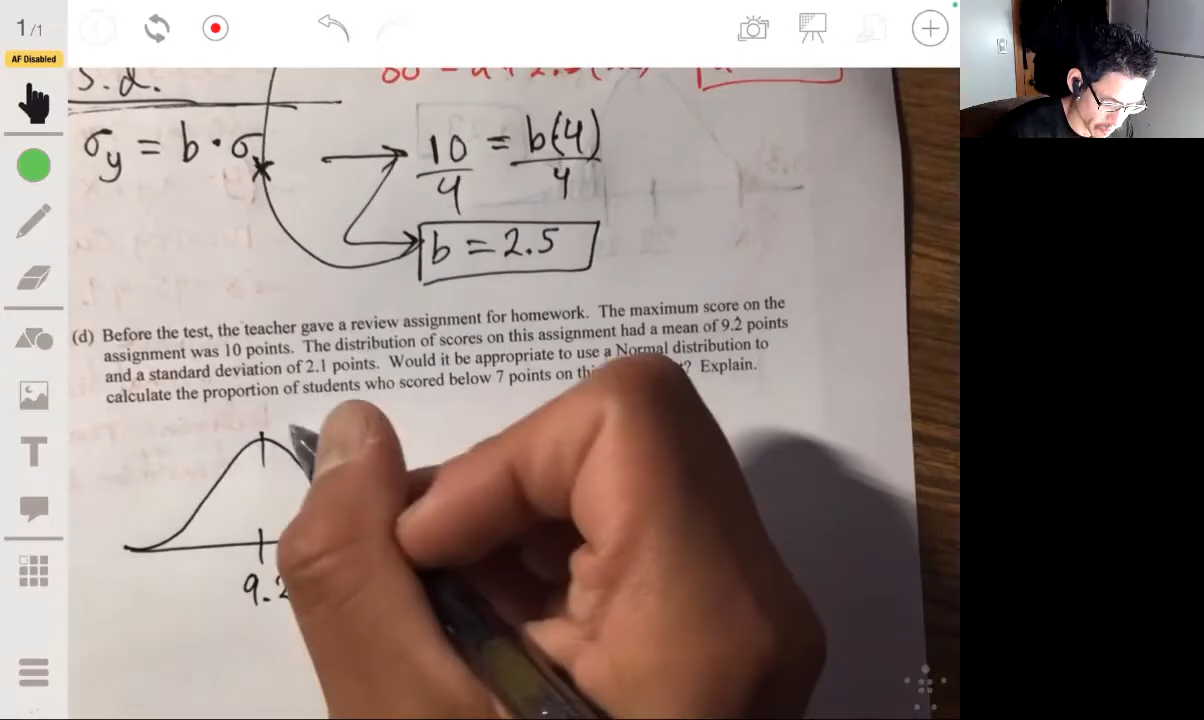 1/1
AF Disabled
s.d.
σy = b · σx
10/4 = b(4)/4
b = 2.5
(d) Before the test, the teacher gave a review assignment for homework. The maximum score on the
assignment was 10 points. The distribution of scores on this assignment had a mean of 9.2 points
and a standard deviation of 2.1 points. Would it be appropriate to use a Normal distribution to
calculate the proportion of students who scored below 7 points on ? Explain.
9.2
T